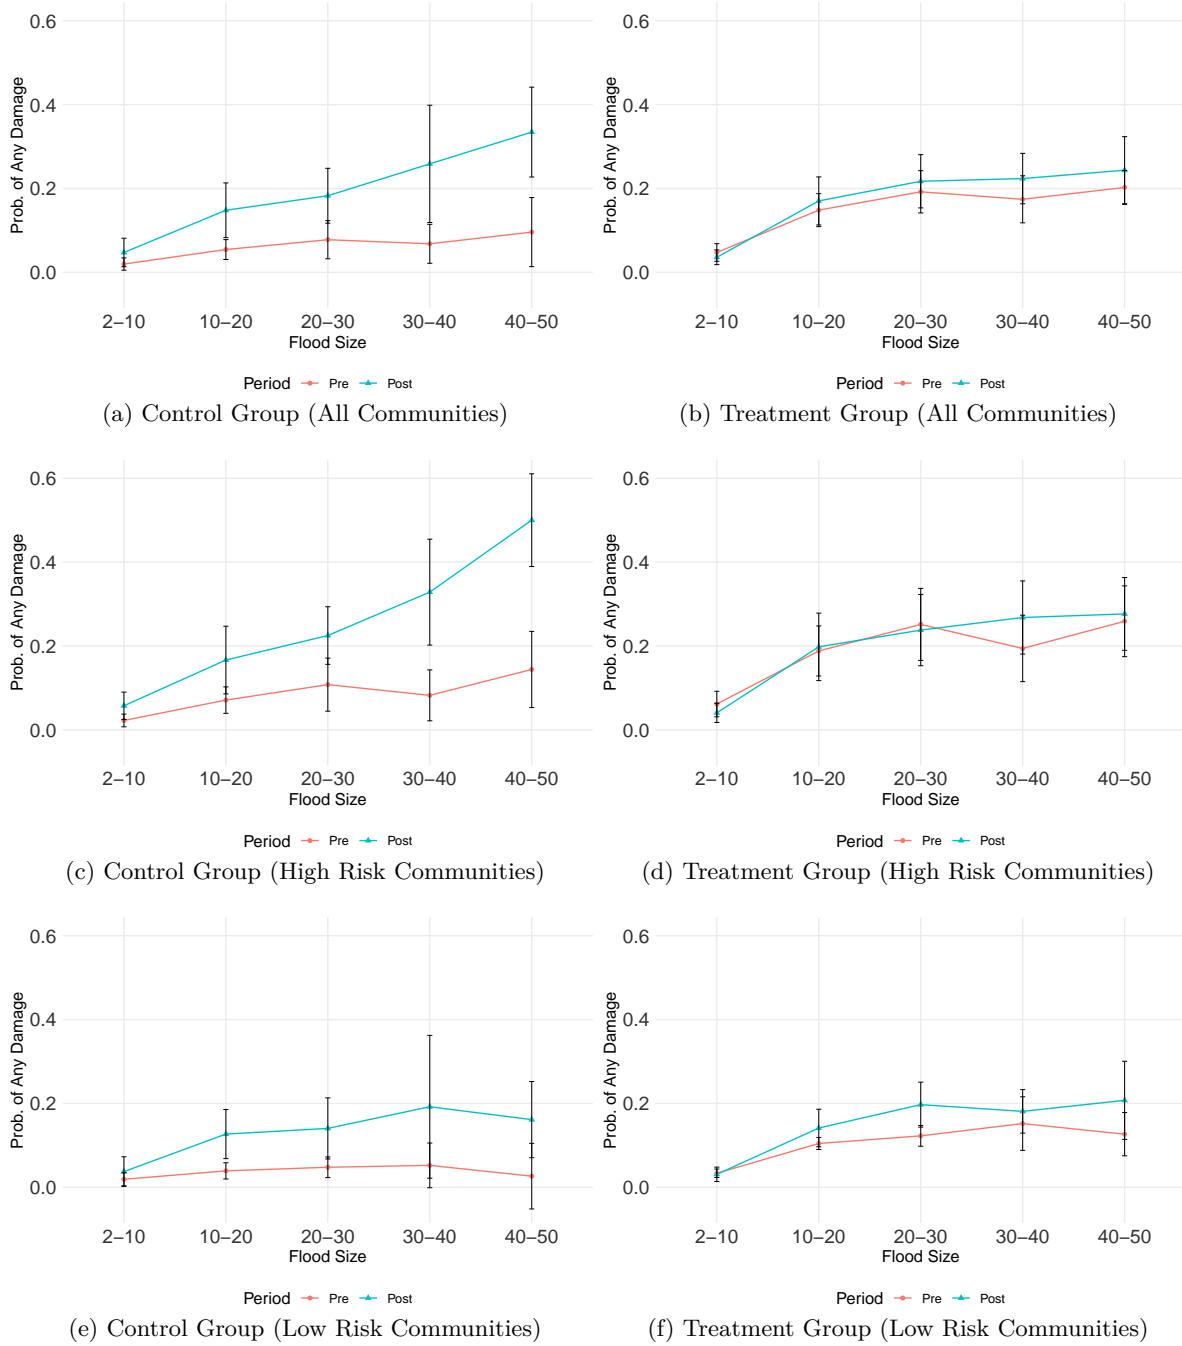 0.6
0.4
0.2
0.0
Prob. of Any Damage
2–10 10–20 20–30 30–40 40–50
Flood Size
Period Pre Post
(a) Control Group (All Communities)
0.6
0.4
0.2
0.0
Prob. of Any Damage
2–10 10–20 20–30 30–40 40–50
Flood Size
Period Pre Post
(b) Treatment Group (All Communities)
0.6
0.4
0.2
0.0
Prob. of Any Damage
2–10 10–20 20–30 30–40 40–50
Flood Size
Period Pre Post
(c) Control Group (High Risk Communities)
0.6
0.4
0.2
0.0
Prob. of Any Damage
2–10 10–20 20–30 30–40 40–50
Flood Size
Period Pre Post
(d) Treatment Group (High Risk Communities)
0.6
0.4
0.2
0.0
Prob. of Any Damage
2–10 10–20 20–30 30–40 40–50
Flood Size
Period Pre Post
(e) Control Group (Low Risk Communities)
0.6
0.4
0.2
0.0
Prob. of Any Damage
2–10 10–20 20–30 30–40 40–50
Flood Size
Period Pre Post
(f) Treatment Group (Low Risk Communities)